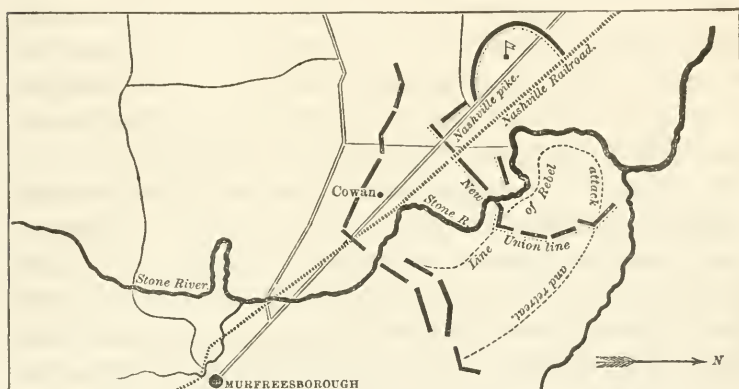 Nashville pike.
Nashville Railroad.
Cowan
New
Stone R.
Union line
Line
of Rebel
attack
and retreat.
Stone River.
MURFREESBOROUGH
N